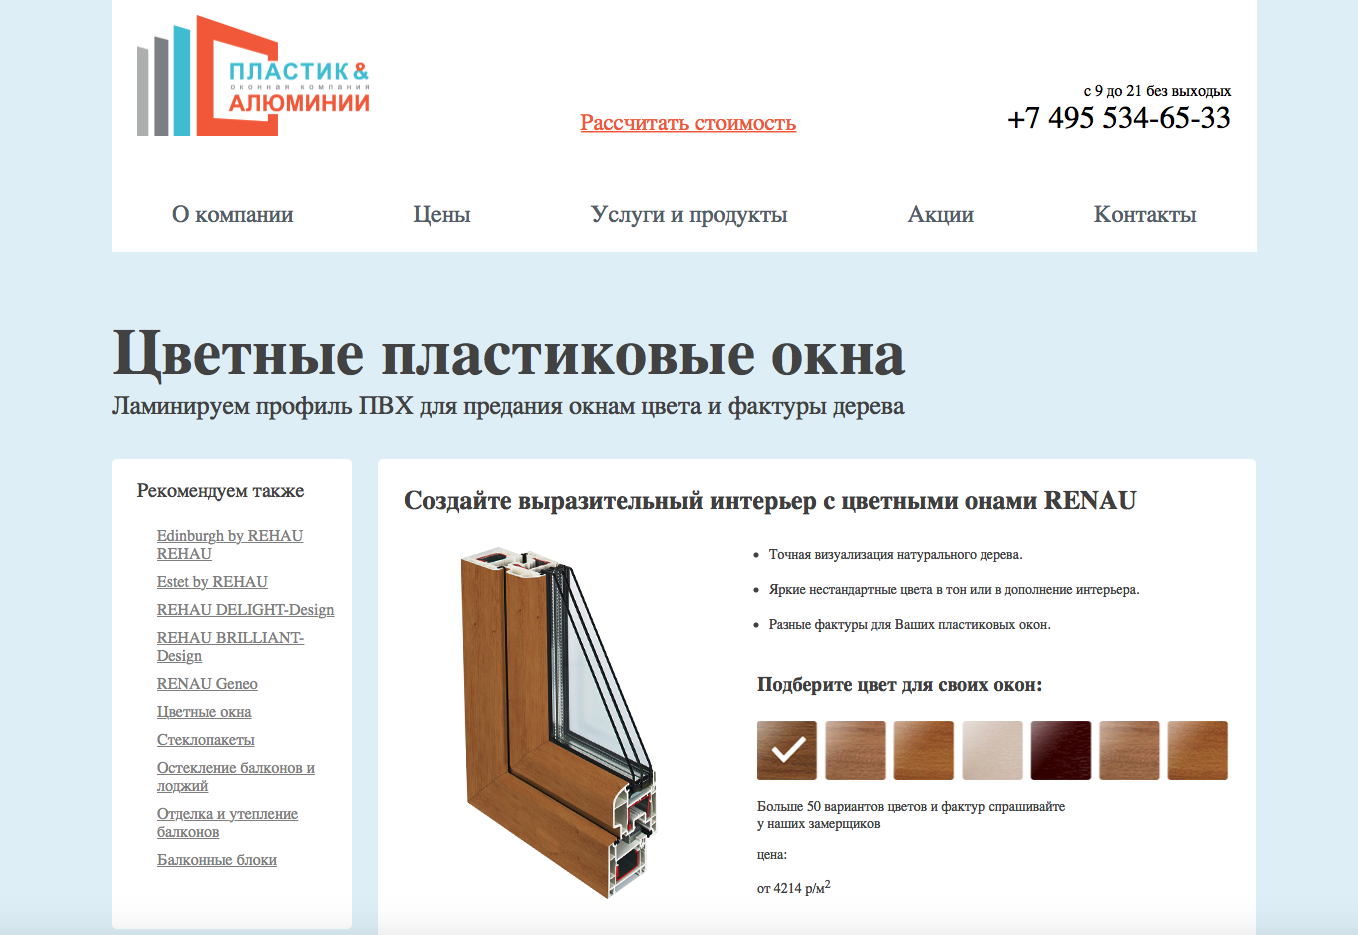 ПЛАСТИК &
оконная компания
АЛЮМИНИИ
Рассчитать стоимость
с 9 до 21 без выходых
+7 495 534-65-33
О компании
Цены
Услуги и продукты
Акции
Контакты
Цветные пластиковые окна
Ламинируем профиль ПВХ для предания окнам цвета и фактуры дерева
Рекомендуем также
Edinburgh by REHAU
REHAU
Estet by REHAU
REHAU DELIGHT-Design
REHAU BRILLIANT-
Design
RENAU Geneo
Цветные окна
Стеклопакеты
Остекление балконов и
лоджий
Отделка и утепление
балконов
Балконные блоки
Создайте выразительный интерьер с цветными онами RENAU
• Точная визуализация натурального дерева.
• Яркие нестандартные цвета в тон или в дополнение интерьера.
• Разные фактуры для Ваших пластиковых окон.
Подберите цвет для своих окон:
Больше 50 вариантов цветов и фактур спрашивайте
у наших замерщиков
цена:
от 4214 р/м²